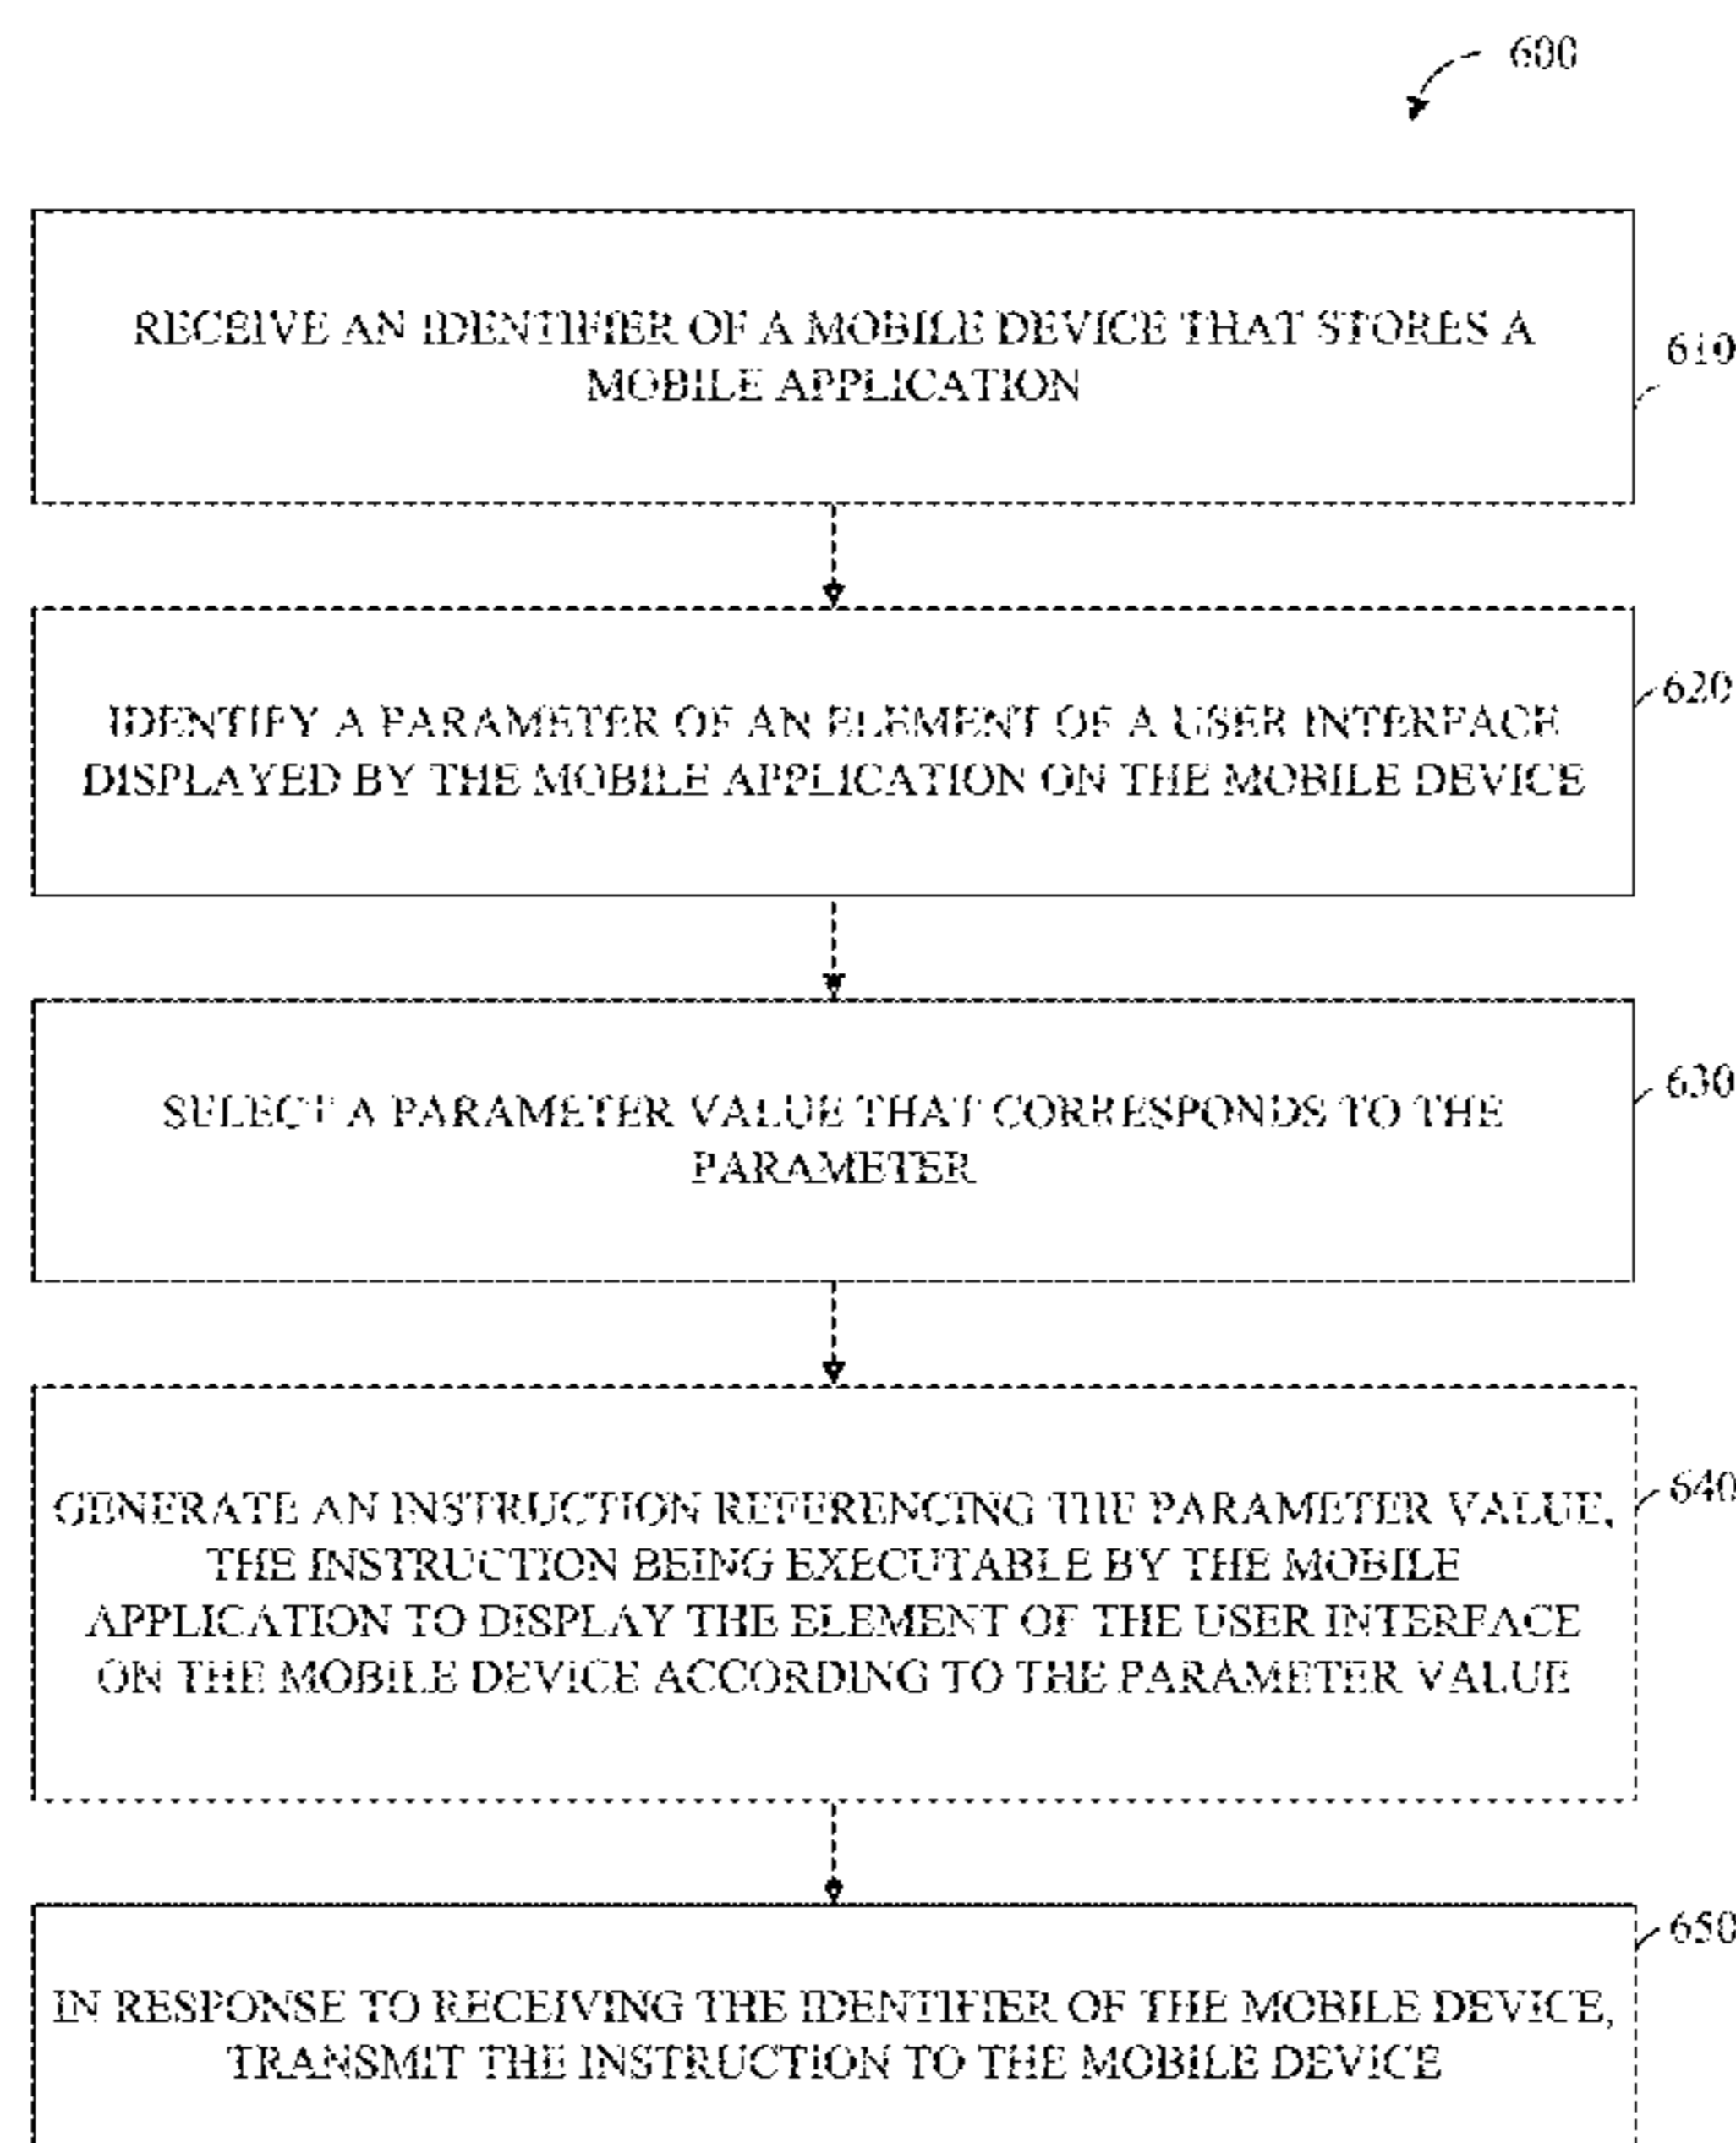 600
RECEIVE AN IDENTIFIER OF A MOBILE DEVICE THAT STORES A
MOBILE APPLICATION
610
IDENTIFY A PARAMETER OF AN ELEMENT OF A USER INTERFACE
DISPLAYED BY THE MOBILE APPLICATION ON THE MOBILE DEVICE
620
SELECT A PARAMETER VALUE THAT CORRESPONDS TO THE
PARAMETER
630
GENERATE AN INSTRUCTION REFERENCING THE PARAMETER VALUE,
THE INSTRUCTION BEING EXECUTABLE BY THE MOBILE
APPLICATION TO DISPLAY THE ELEMENT OF THE USER INTERFACE
ON THE MOBILE DEVICE ACCORDING TO THE PARAMETER VALUE
640
IN RESPONSE TO RECEIVING THE IDENTIFIER OF THE MOBILE DEVICE,
TRANSMIT THE INSTRUCTION TO THE MOBILE DEVICE
650